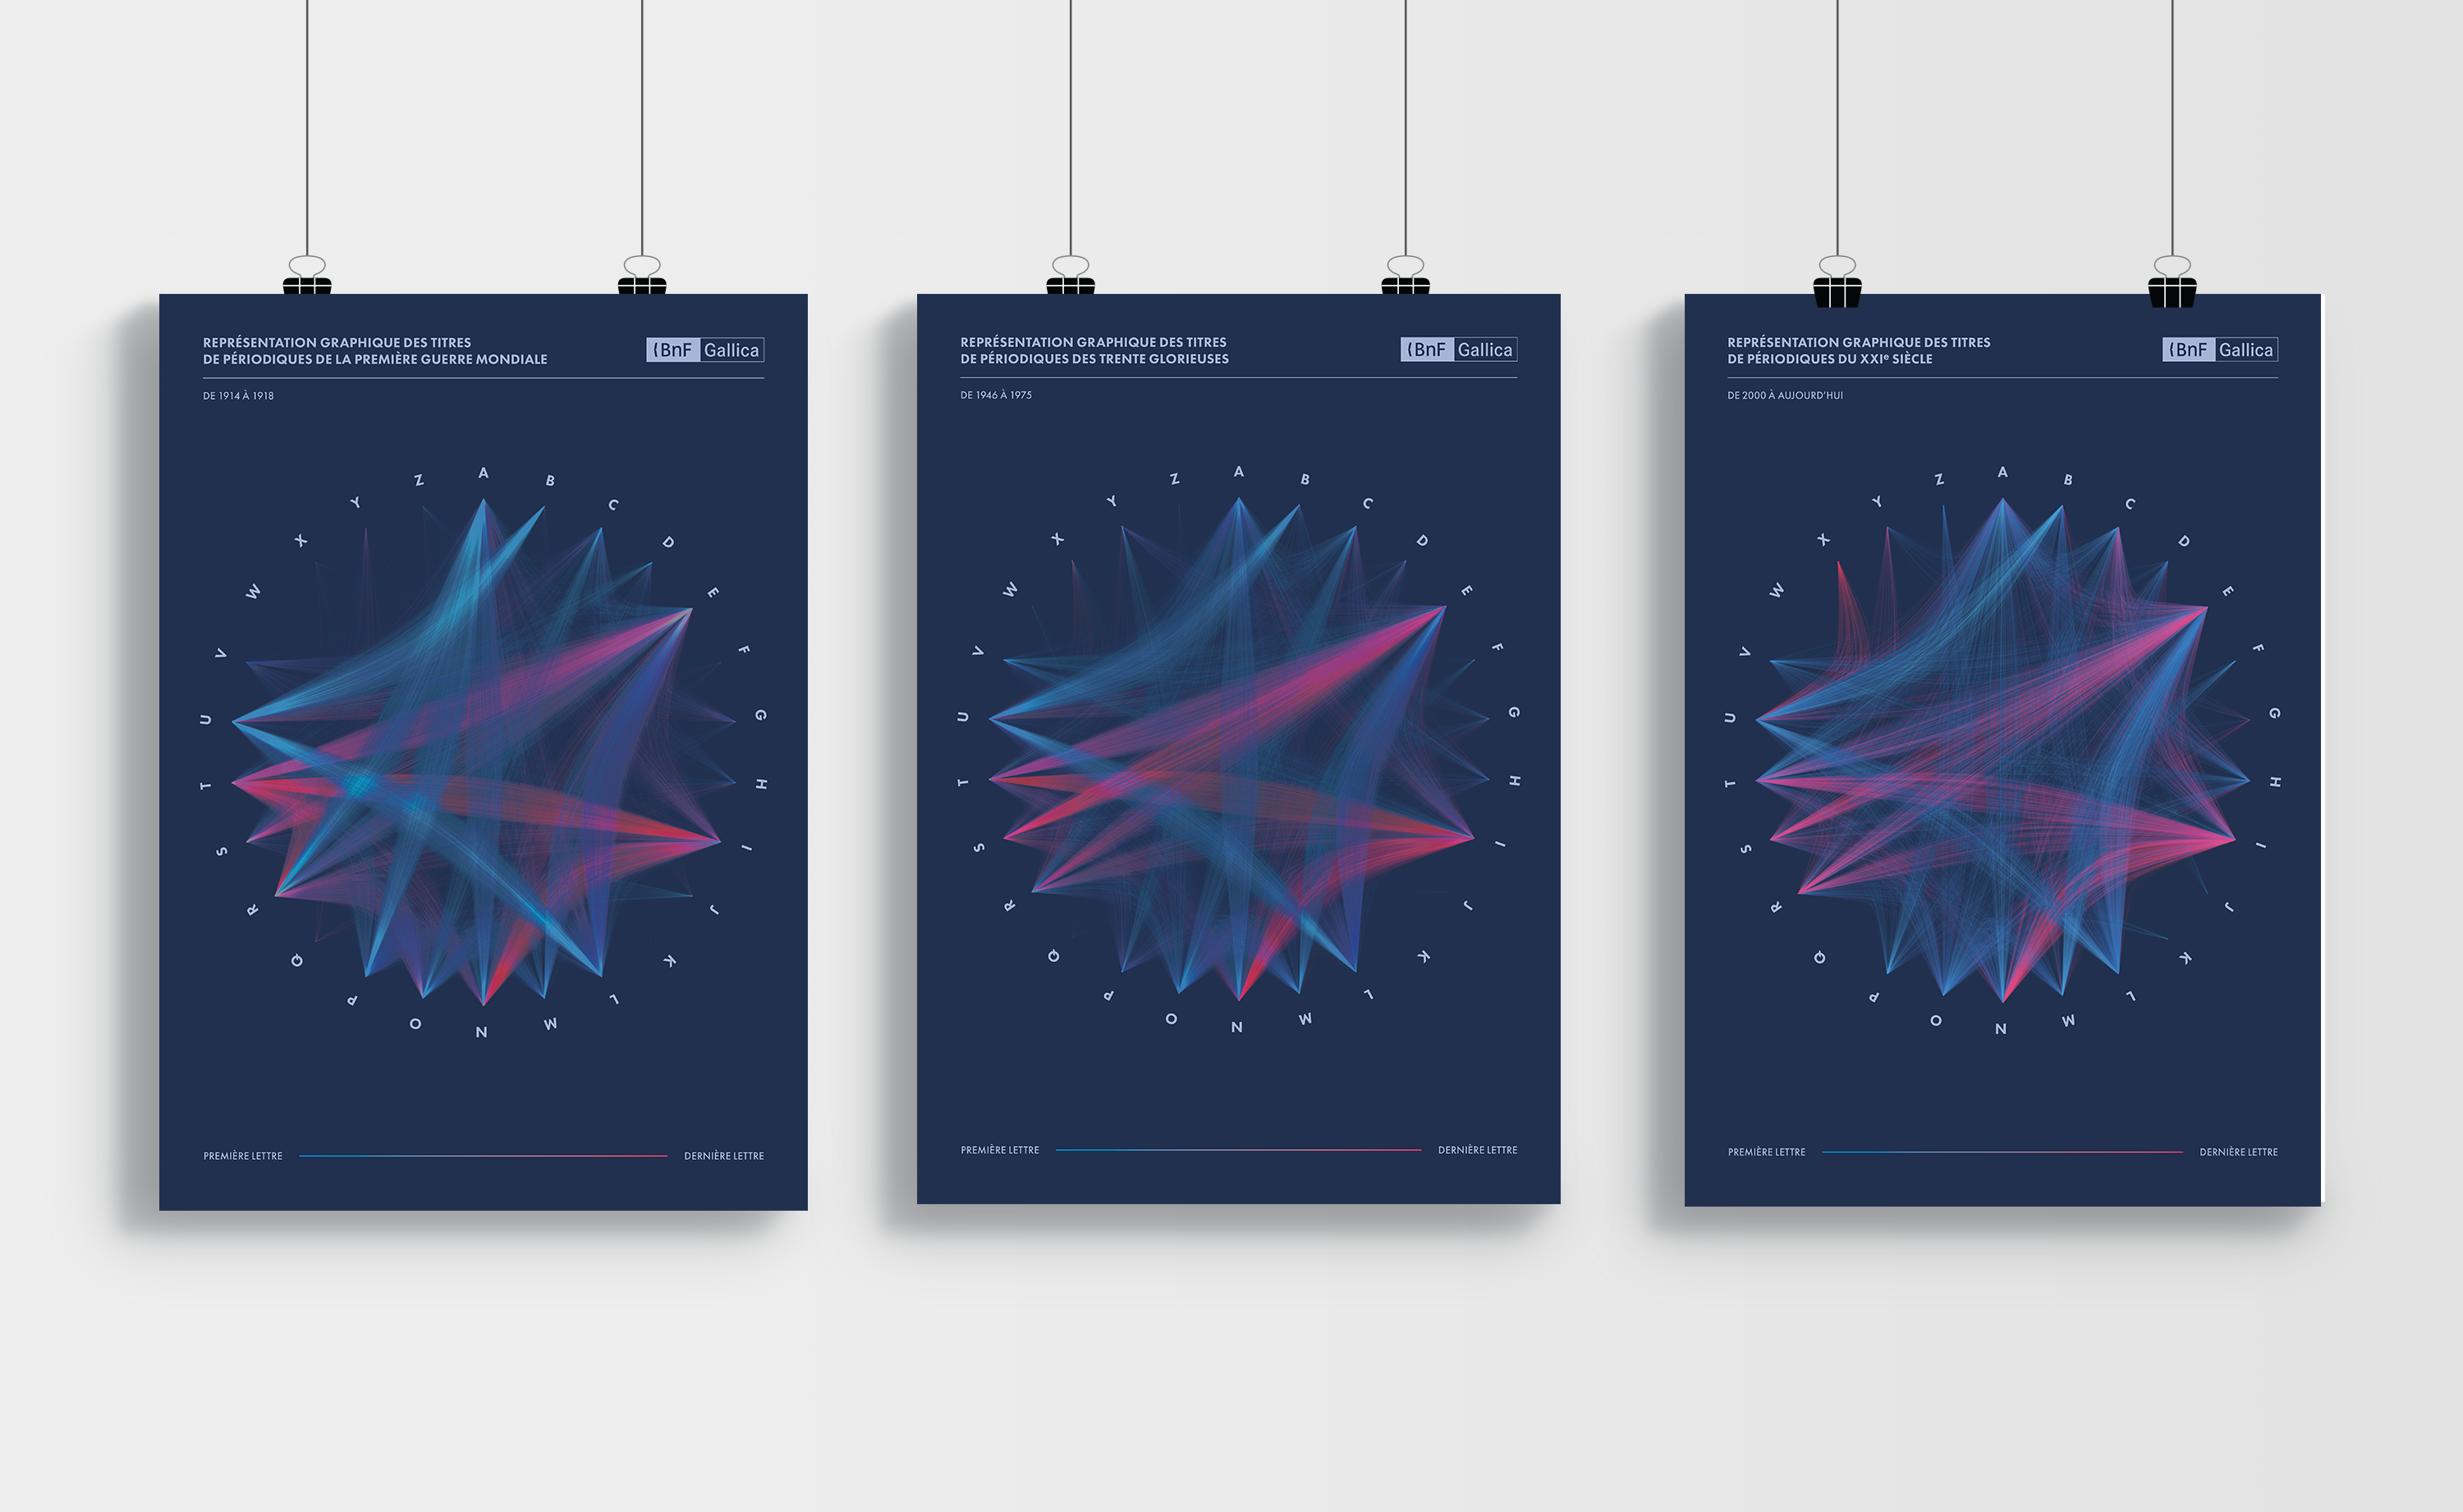 REPRÉSENTATION GRAPHIQUE DES TITRES
DE PÉRIODIQUES DE LA PREMIÈRE GUERRE MONDIALE
BnF Gallica
DE 1914 À 1918
A
B
C
D
E
F
G
H
I
J
K
L
M
N
O
P
Q
R
S
T
U
V
W
X
Y
Z
PREMIÈRE LETTRE
DERNIÈRE LETTRE
REPRÉSENTATION GRAPHIQUE DES TITRES
DE PÉRIODIQUES DES TRENTE GLORIEUSES
BnF Gallica
DE 1946 À 1975
A
B
C
D
E
F
G
H
I
J
K
L
M
N
O
P
Q
R
S
T
U
V
W
X
Y
Z
PREMIÈRE LETTRE
DERNIÈRE LETTRE
REPRÉSENTATION GRAPHIQUE DES TITRES
DE PÉRIODIQUES DU XXIᵉ SIÈCLE
BnF Gallica
DE 2000 À AUJOURD'HUI
A
B
C
D
E
F
G
H
I
J
K
L
M
N
O
P
Q
R
S
T
U
V
W
X
Y
Z
PREMIÈRE LETTRE
DERNIÈRE LETTRE